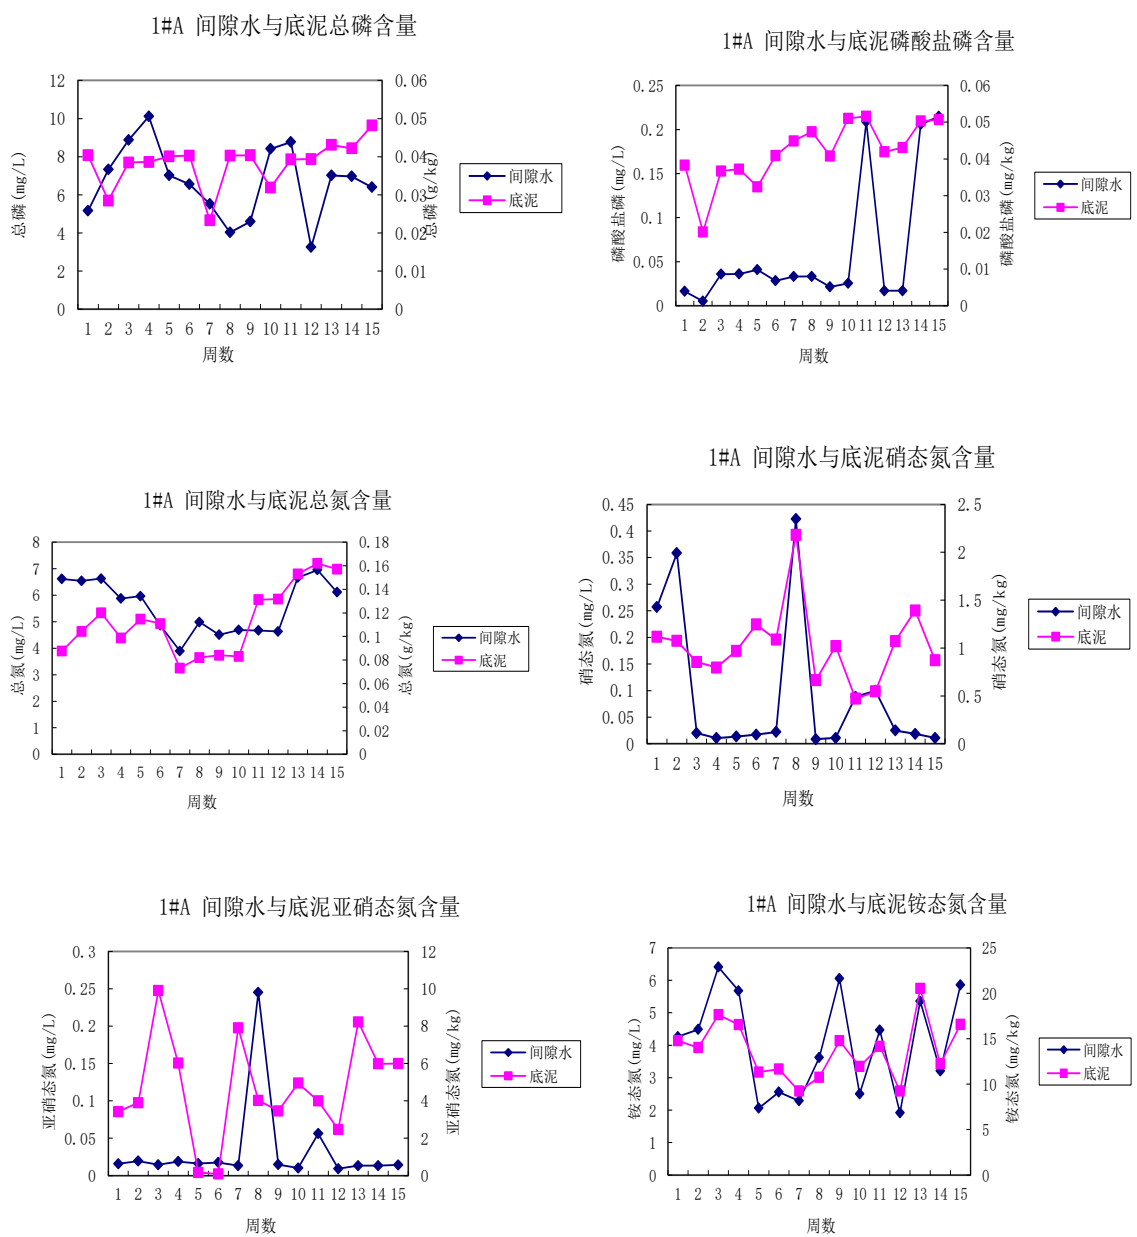 1#A 间隙水与底泥总磷含量
总磷(mg/L)
12
10
8
6
4
2
0
0.06
0.05
0.04
0.03
0.02
0.01
0
总磷(g/kg)
1 2 3 4 5 6 7 8 9 10 11 12 13 14 15
周数
间隙水
底泥
1#A 间隙水与底泥磷酸盐磷含量
磷酸盐磷(mg/L)
0.25
0.2
0.15
0.1
0.05
0
0.06
0.05
0.04
0.03
0.02
0.01
0
磷酸盐磷(mg/kg)
1 2 3 4 5 6 7 8 9 10 11 12 13 14 15
周数
间隙水
底泥
1#A 间隙水与底泥总氮含量
总氮(mg/L)
8
7
6
5
4
3
2
1
0
0.18
0.16
0.14
0.12
0.1
0.08
0.06
0.04
0.02
0
总氮(g/kg)
1 2 3 4 5 6 7 8 9 10 11 12 13 14 15
周数
间隙水
底泥
1#A 间隙水与底泥硝态氮含量
硝态氮(mg/L)
0.45
0.4
0.35
0.3
0.25
0.2
0.15
0.1
0.05
0
2.5
2
1.5
1
0.5
0
硝态氮(mg/kg)
1 2 3 4 5 6 7 8 9 10 11 12 13 14 15
周数
间隙水
底泥
1#A 间隙水与底泥亚硝态氮含量
亚硝态氮(mg/L)
0.3
0.25
0.2
0.15
0.1
0.05
0
12
10
8
6
4
2
0
亚硝态氮(mg/kg)
1 2 3 4 5 6 7 8 9 10 11 12 13 14 15
周数
间隙水
底泥
1#A 间隙水与底泥铵态氮含量
铵态氮(mg/L)
7
6
5
4
3
2
1
0
25
20
15
10
5
0
铵态氮(mg/kg)
1 2 3 4 5 6 7 8 9 10 11 12 13 14 15
周数
间隙水
底泥